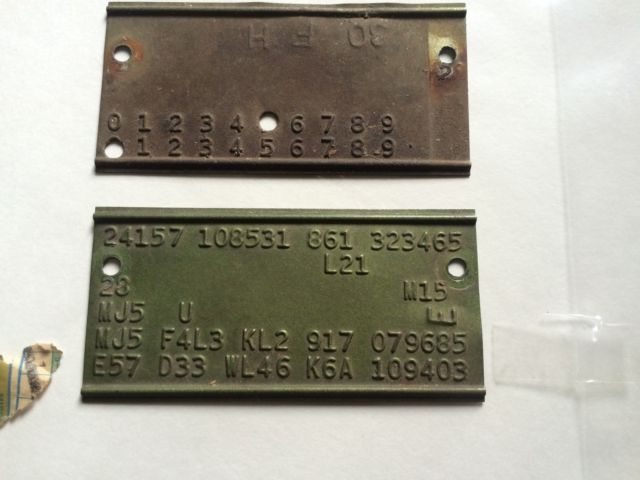 30 F H
0 1 2 3 4 6 7 8 9
1 2 3 4 5 6 7 8 9
24157 108531 861 323465
L21
28 M15
MJ5 U E
MJ5 F4L3 KL2 917 079685
E57 D33 WL46 K6A 109403